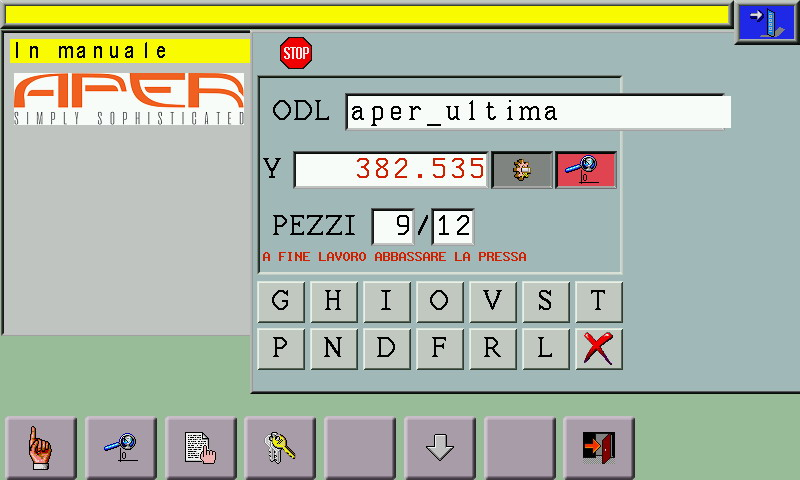 In manuale
STOP
APER
SIMPLY SOPHISTICATED
ODL aper_ultima
Y 382.535
PEZZI 9/12
A FINE LAVORO ABBASSARE LA PRESSA
G H I O V S T
P N D F R L